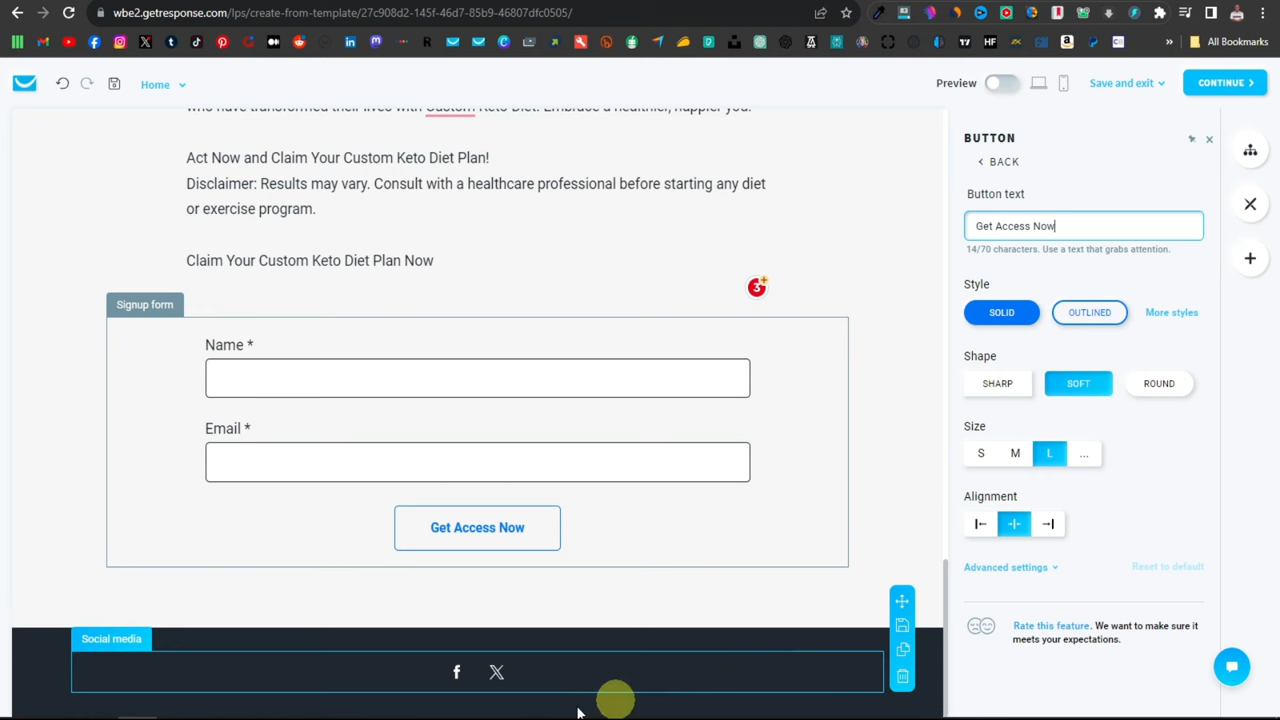 wbe2.getresponse.com/lps/create-from-template/27c908d2-145f-46d7-85b9-46807dfc0505/
All Bookmarks
Home
Preview
Save and exit
CONTINUE
who have transformed their lives with Custom Keto Diet. Embrace a healthier, happier you.
Act Now and Claim Your Custom Keto Diet Plan!
Disclaimer: Results may vary. Consult with a healthcare professional before starting any diet
or exercise program.
Claim Your Custom Keto Diet Plan Now
3
Signup form
Name *
Email *
Get Access Now
Social media
BUTTON
BACK
Button text
Get Access Now
14/70 characters. Use a text that grabs attention.
Style
SOLID
OUTLINED
More styles
Shape
SHARP
SOFT
ROUND
Size
S
M
L
...
Alignment
Advanced settings
Reset to default
Rate this feature. We want to make sure it
meets your expectations.